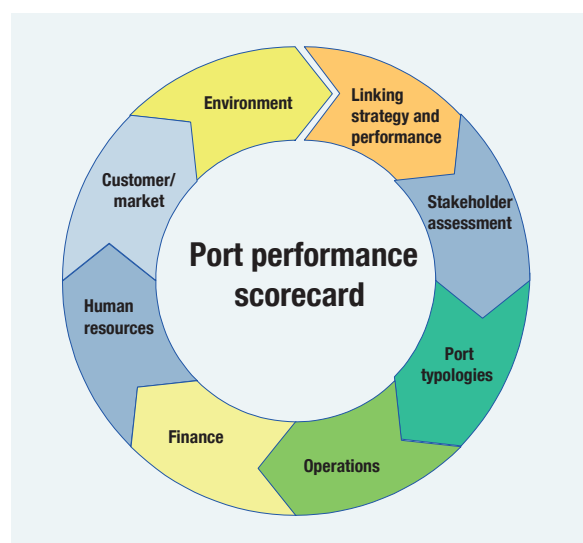 Port performance
scorecard
Linking
strategy and
performance
Stakeholder
assessment
Port
typologies
Operations
Finance
Human
resources
Customer/
market
Environment